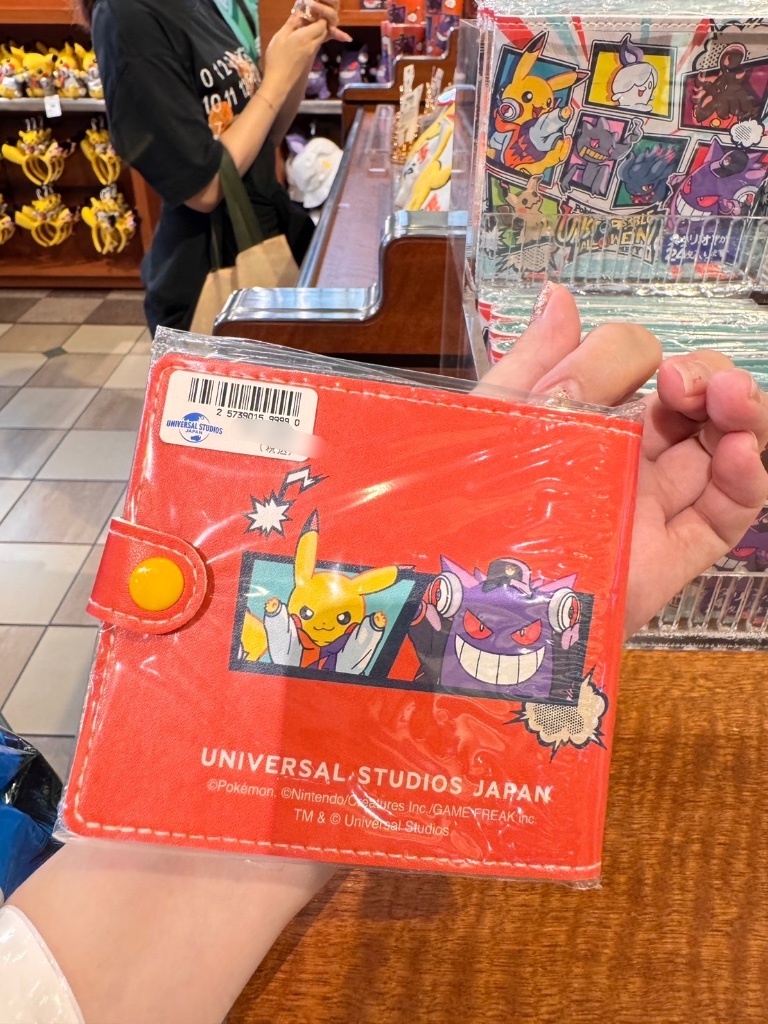 2 5739015 9999 0
UNIVERSAL STUDIOS
JAPAN
UNIVERSAL STUDIOS JAPAN
©Pokémon. ©Nintendo/Creatures Inc./GAME FREAK inc.
TM & © Universal Studios.